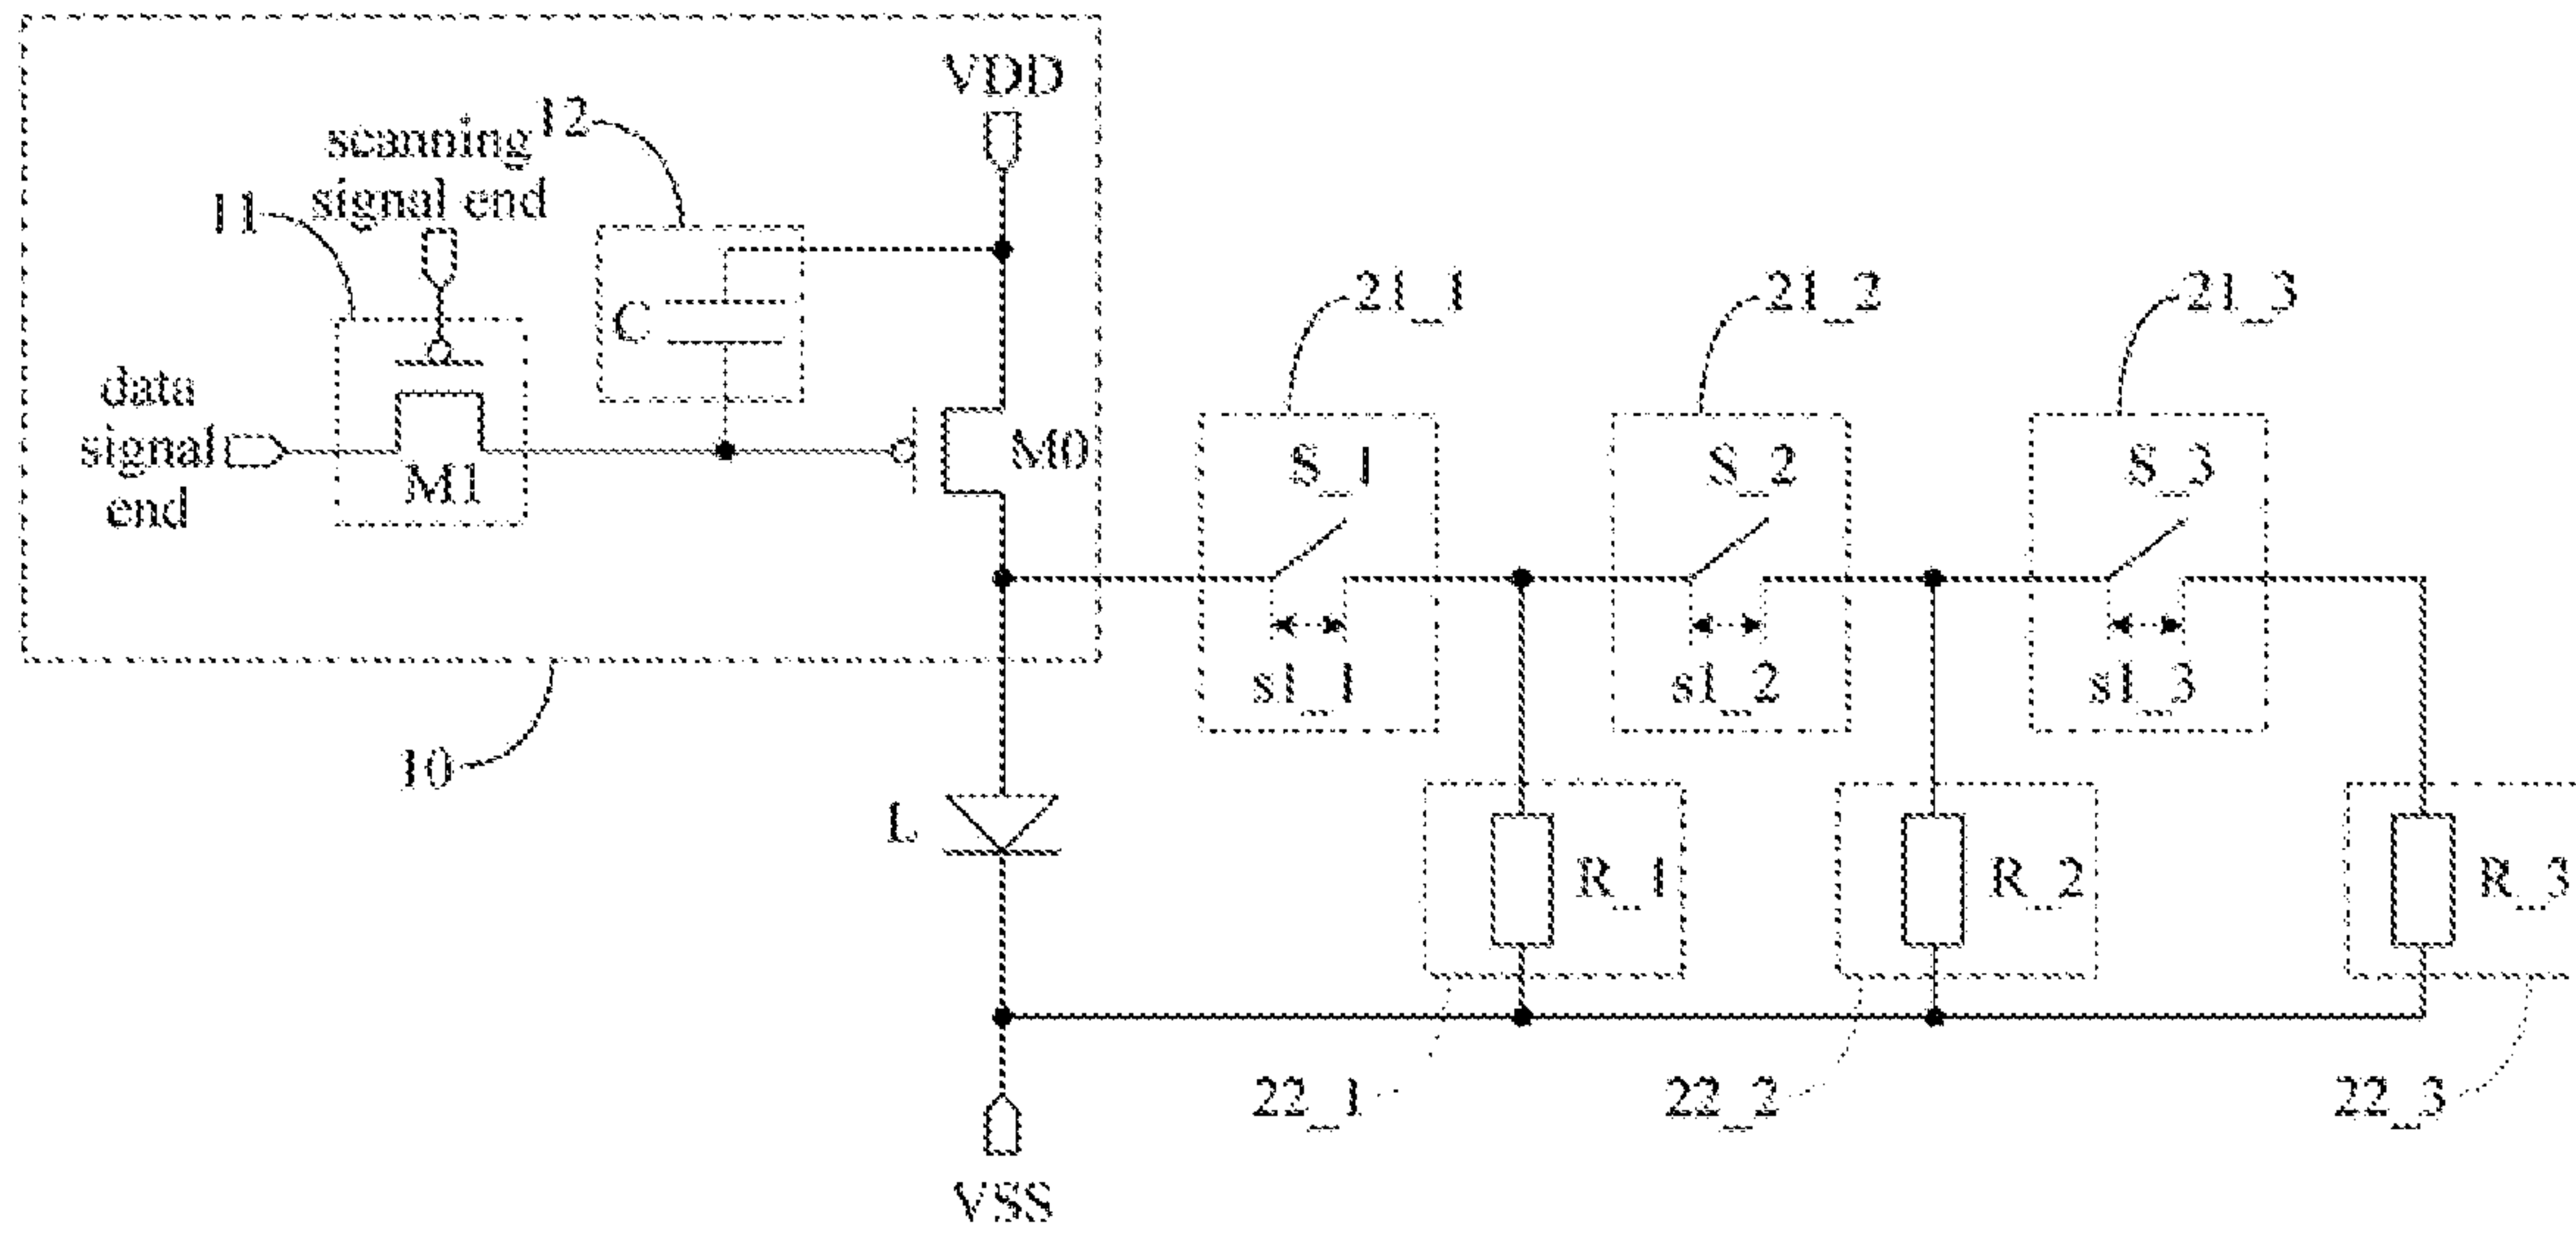 VDD
12
scanning
signal end
11
C
data
signal
end
M1
M0
21_1
21_2
21_3
S_1
S_2
S_3
s1_1
s1_2
s1_3
10
L
R_1
R_2
R_3
22_1
22_2
22_3
VSS